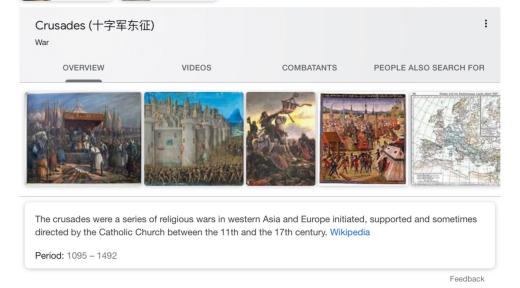 Crusades (十字军东征)
War
OVERVIEW VIDEOS COMBATANTS PEOPLE ALSO SEARCH FOR
The crusades were a series of religious wars in western Asia and Europe initiated, supported and sometimes
directed by the Catholic Church between the 11th and the 17th century. Wikipedia
Period: 1095 – 1492
Feedback